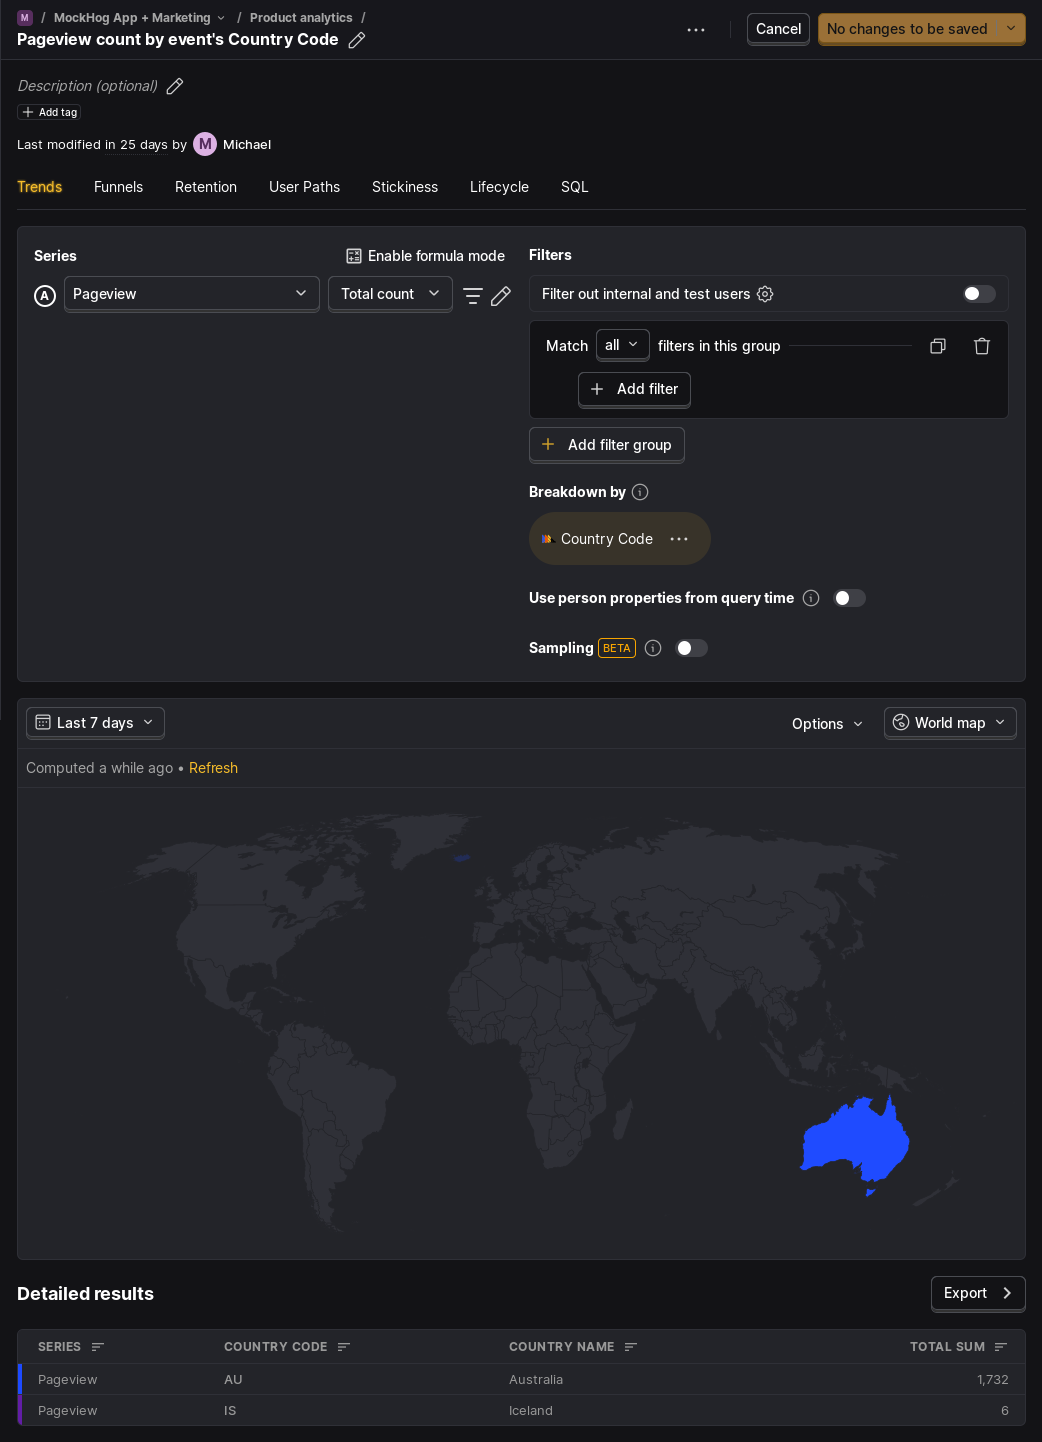 M / MockHog App + Marketing / Product analytics /
Pageview count by event's Country Code
Cancel
No changes to be saved
Description (optional)
Add tag
Last modified in 25 days by M Michael
Trends Funnels Retention User Paths Stickiness Lifecycle SQL
Series
Enable formula mode
A Pageview Total count
Filters
Filter out internal and test users
Match all filters in this group
Add filter
Add filter group
Breakdown by
Country Code
Use person properties from query time
Sampling BETA
Last 7 days
Options
World map
Computed a while ago • Refresh
Detailed results
Export
SERIES COUNTRY CODE COUNTRY NAME TOTAL SUM
Pageview AU Australia 1,732
Pageview IS Iceland 6